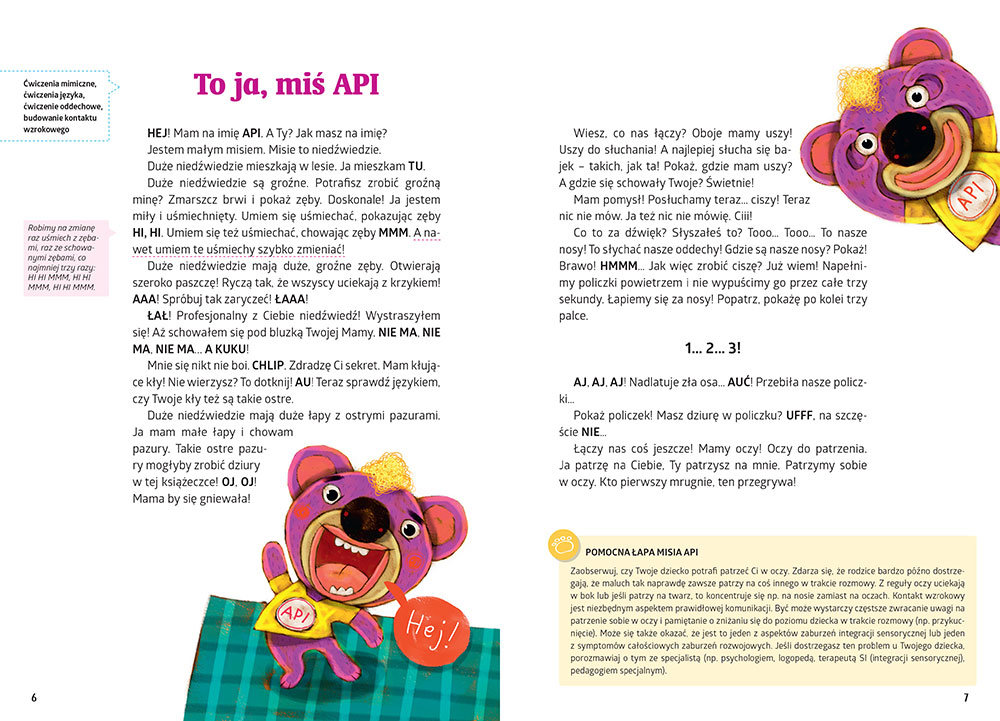 To ja, miś API
Ćwiczenia mimiczne,
ćwiczenia języka,
ćwiczenie oddechowe,
budowanie kontaktu
wzrokowego
HEJ! Mam na imię API. A Ty? Jak masz na imię?
Jestem małym misiem. Misie to niedźwiedzie.
Duże niedźwiedzie mieszkają w lesie. Ja mieszkam TU.
Duże niedźwiedzie są groźne. Potrafisz zrobić groźną
minę? Zmarszcz brwi i pokaż zęby. Doskonale! Ja jestem
miły i uśmiechnięty. Umiem się uśmiechać, pokazując zęby
HI, HI. Umiem się też uśmiechać, chowając zęby MMM. A na-
wet umiem te uśmiechy szybko zmieniać!
Robimy na zmianę
raz uśmiech z zęba-
mi, raz ze schowa-
nymi zębami, co
najmniej trzy razy:
HI HI MMM, HI HI
MMM, HI HI MMM.
Duże niedźwiedzie mają duże, groźne zęby. Otwierają
szeroko paszczę! Ryczą tak, że wszyscy uciekają z krzykiem!
AAA! Spróbuj tak zaryczeć! ŁAAA!
ŁAŁ! Profesjonalny z Ciebie niedźwiedź! Wystraszyłem
się! Aż schowałem się pod bluzką Twojej Mamy. NIE MA, NIE
MA, NIE MA... A KUKU!
Mnie się nikt nie boi. CHLIP. Zdradzę Ci sekret. Mam kłują-
ce kły! Nie wierzysz? To dotknij! AU! Teraz sprawdź językiem,
czy Twoje kły też są takie ostre.
Duże niedźwiedzie mają duże łapy z ostrymi pazurami.
Ja mam małe łapy i chowam
pazury. Takie ostre pazu-
ry mogłyby zrobić dziury
w tej książeczce! OJ, OJ!
Mama by się gniewała!
API
Hej!
6
Wiesz, co nas łączy? Oboje mamy uszy!
Uszy do słuchania! A najlepiej słucha się ba-
jek – takich, jak ta! Pokaż, gdzie mam uszy?
A gdzie się schowały Twoje? Świetnie!
Mam pomysł! Posłuchamy teraz... ciszy! Teraz
nic nie mów. Ja też nic nie mówię. Ciii!
Co to za dźwięk? Słyszałeś to? Tooo... Tooo... To nasze
nosy! To słychać nasze oddechy! Gdzie są nasze nosy? Pokaż!
Brawo! HMMM... Jak więc zrobić ciszę? Już wiem! Napełni-
my policzki powietrzem i nie wypuścimy go przez całe trzy
sekundy. Łapiemy się za nosy! Popatrz, pokażę po kolei trzy
palce.
1... 2... 3!
AJ, AJ, AJ! Nadlatuje zła osa... AUĆ! Przebiła nasze policz-
ki...
Pokaż policzek! Masz dziurę w policzku? UFFF, na szczę-
ście NIE...
Łączy nas coś jeszcze! Mamy oczy! Oczy do patrzenia.
Ja patrzę na Ciebie, Ty patrzysz na mnie. Patrzymy sobie
w oczy. Kto pierwszy mrugnie, ten przegrywa!
API
POMOCNA ŁAPA MISIA API
Zaobserwuj, czy Twoje dziecko potrafi patrzeć Ci w oczy. Zdarza się, że rodzice bardzo późno dostrze-
gają, że maluch tak naprawdę zawsze patrzy na coś innego w trakcie rozmowy. Z reguły oczy uciekają
w bok lub jeśli patrzy na twarz, to koncentruje się np. na nosie zamiast na oczach. Kontakt wzrokowy
jest niezbędnym aspektem prawidłowej komunikacji. Być może wystarczy częstsze zwracanie uwagi na
patrzenie sobie w oczy i pamiętanie o zniżaniu się do poziomu dziecka w trakcie rozmowy (np. przykuc-
nięcie). Może się także okazać, że jest to jeden z aspektów zaburzeń integracji sensorycznej lub jeden
z symptomów całościowych zaburzeń rozwojowych. Jeśli dostrzegasz ten problem u Twojego dziecka,
porozmawiaj o tym ze specjalistą (np. psychologiem, logopedą, terapeutą SI (integracji sensorycznej),
pedagogiem specjalnym).
7